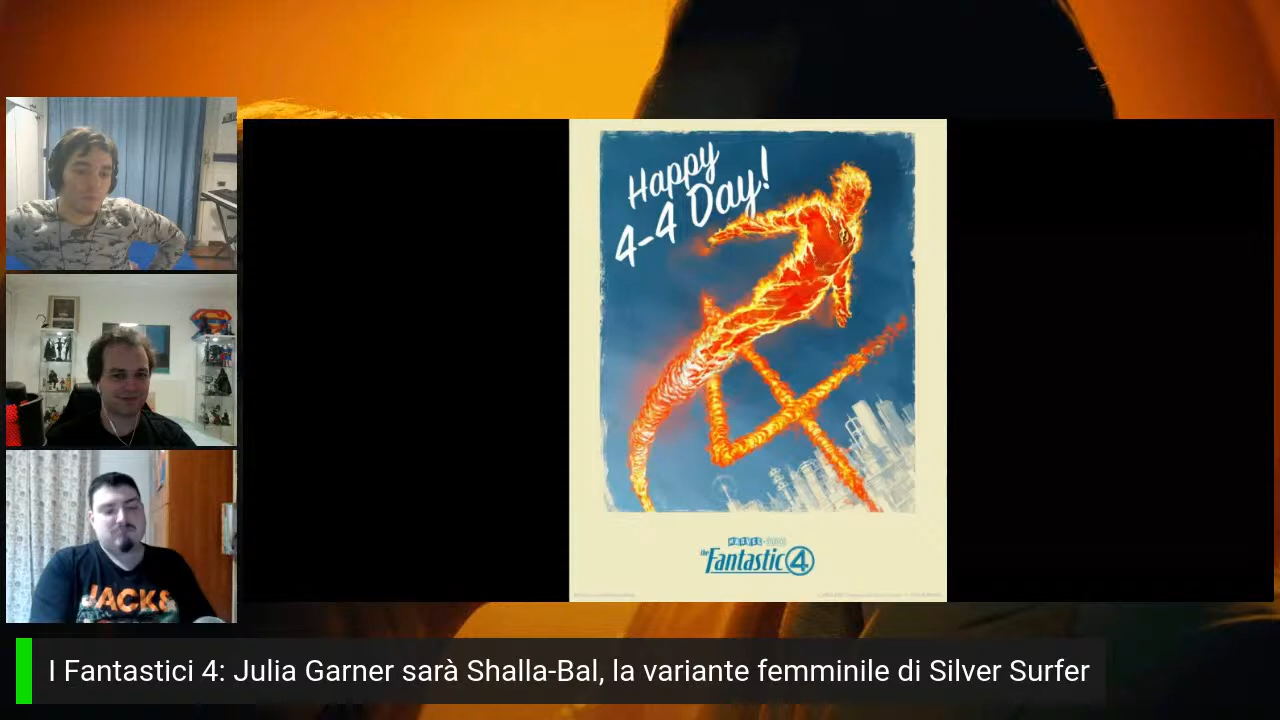 Happy
4-4 Day!
MARVEL STUDIOS
the Fantastic 4
JACK&
I Fantastici 4: Julia Garner sarà Shalla-Bal, la variante femminile di Silver Surfer